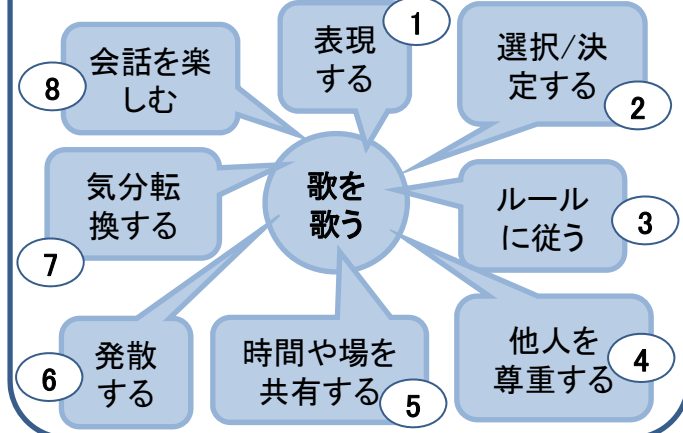 歌を
歌う
1
表現
する
2
選択/決
定する
3
ルール
に従う
4
他人を
尊重する
5
時間や場を
共有する
6
発散
する
7
気分転
換する
8
会話を楽
しむ